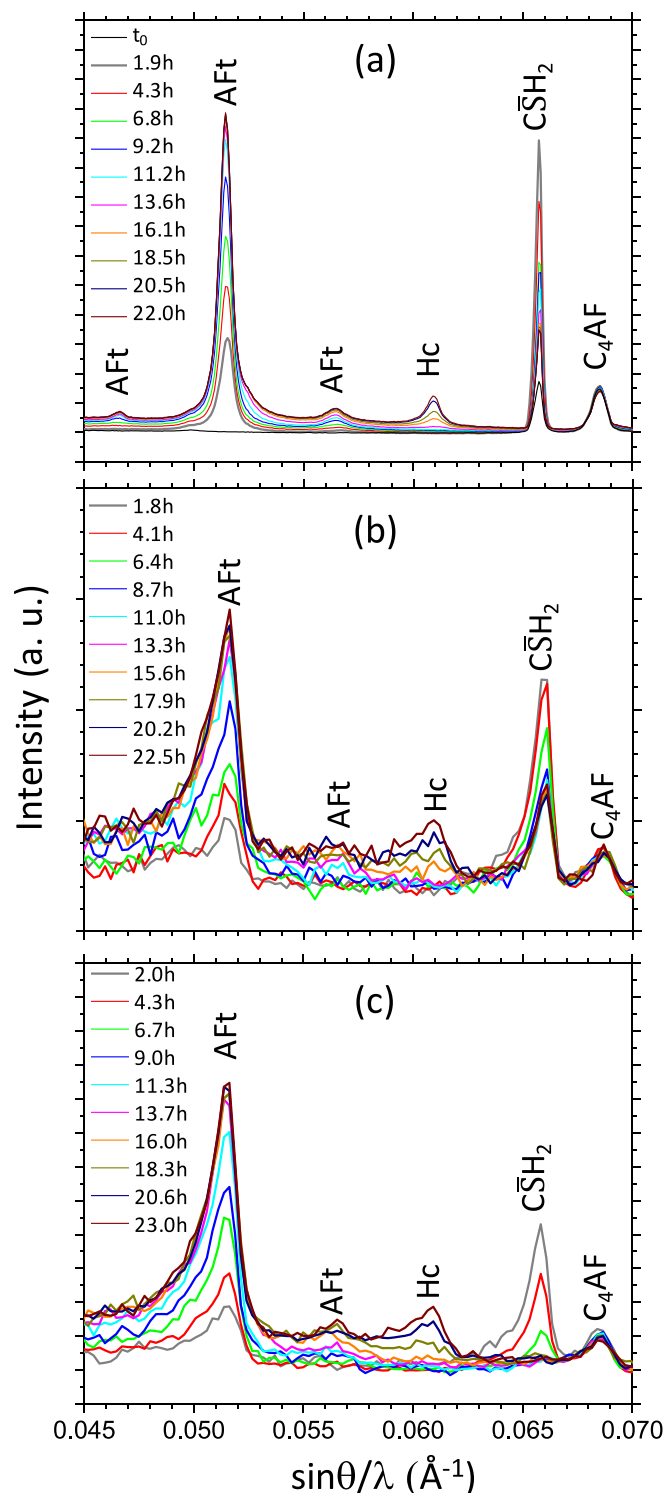 (a)
t₀
1.9h
4.3h
6.8h
9.2h
11.2h
13.6h
16.1h
18.5h
20.5h
22.0h
AFt
AFt
AFt
Hc
CS̅H₂
C₄AF
(b)
1.8h
4.1h
6.4h
8.7h
11.0h
13.3h
15.6h
17.9h
20.2h
22.5h
AFt
AFt
Hc
CS̅H₂
C₄AF
Intensity (a. u.)
(c)
2.0h
4.3h
6.7h
9.0h
11.3h
13.7h
16.0h
18.3h
20.6h
23.0h
AFt
AFt
Hc
CS̅H₂
C₄AF
0.045 0.050 0.055 0.060 0.065 0.070
sinθ/λ (Å⁻¹)